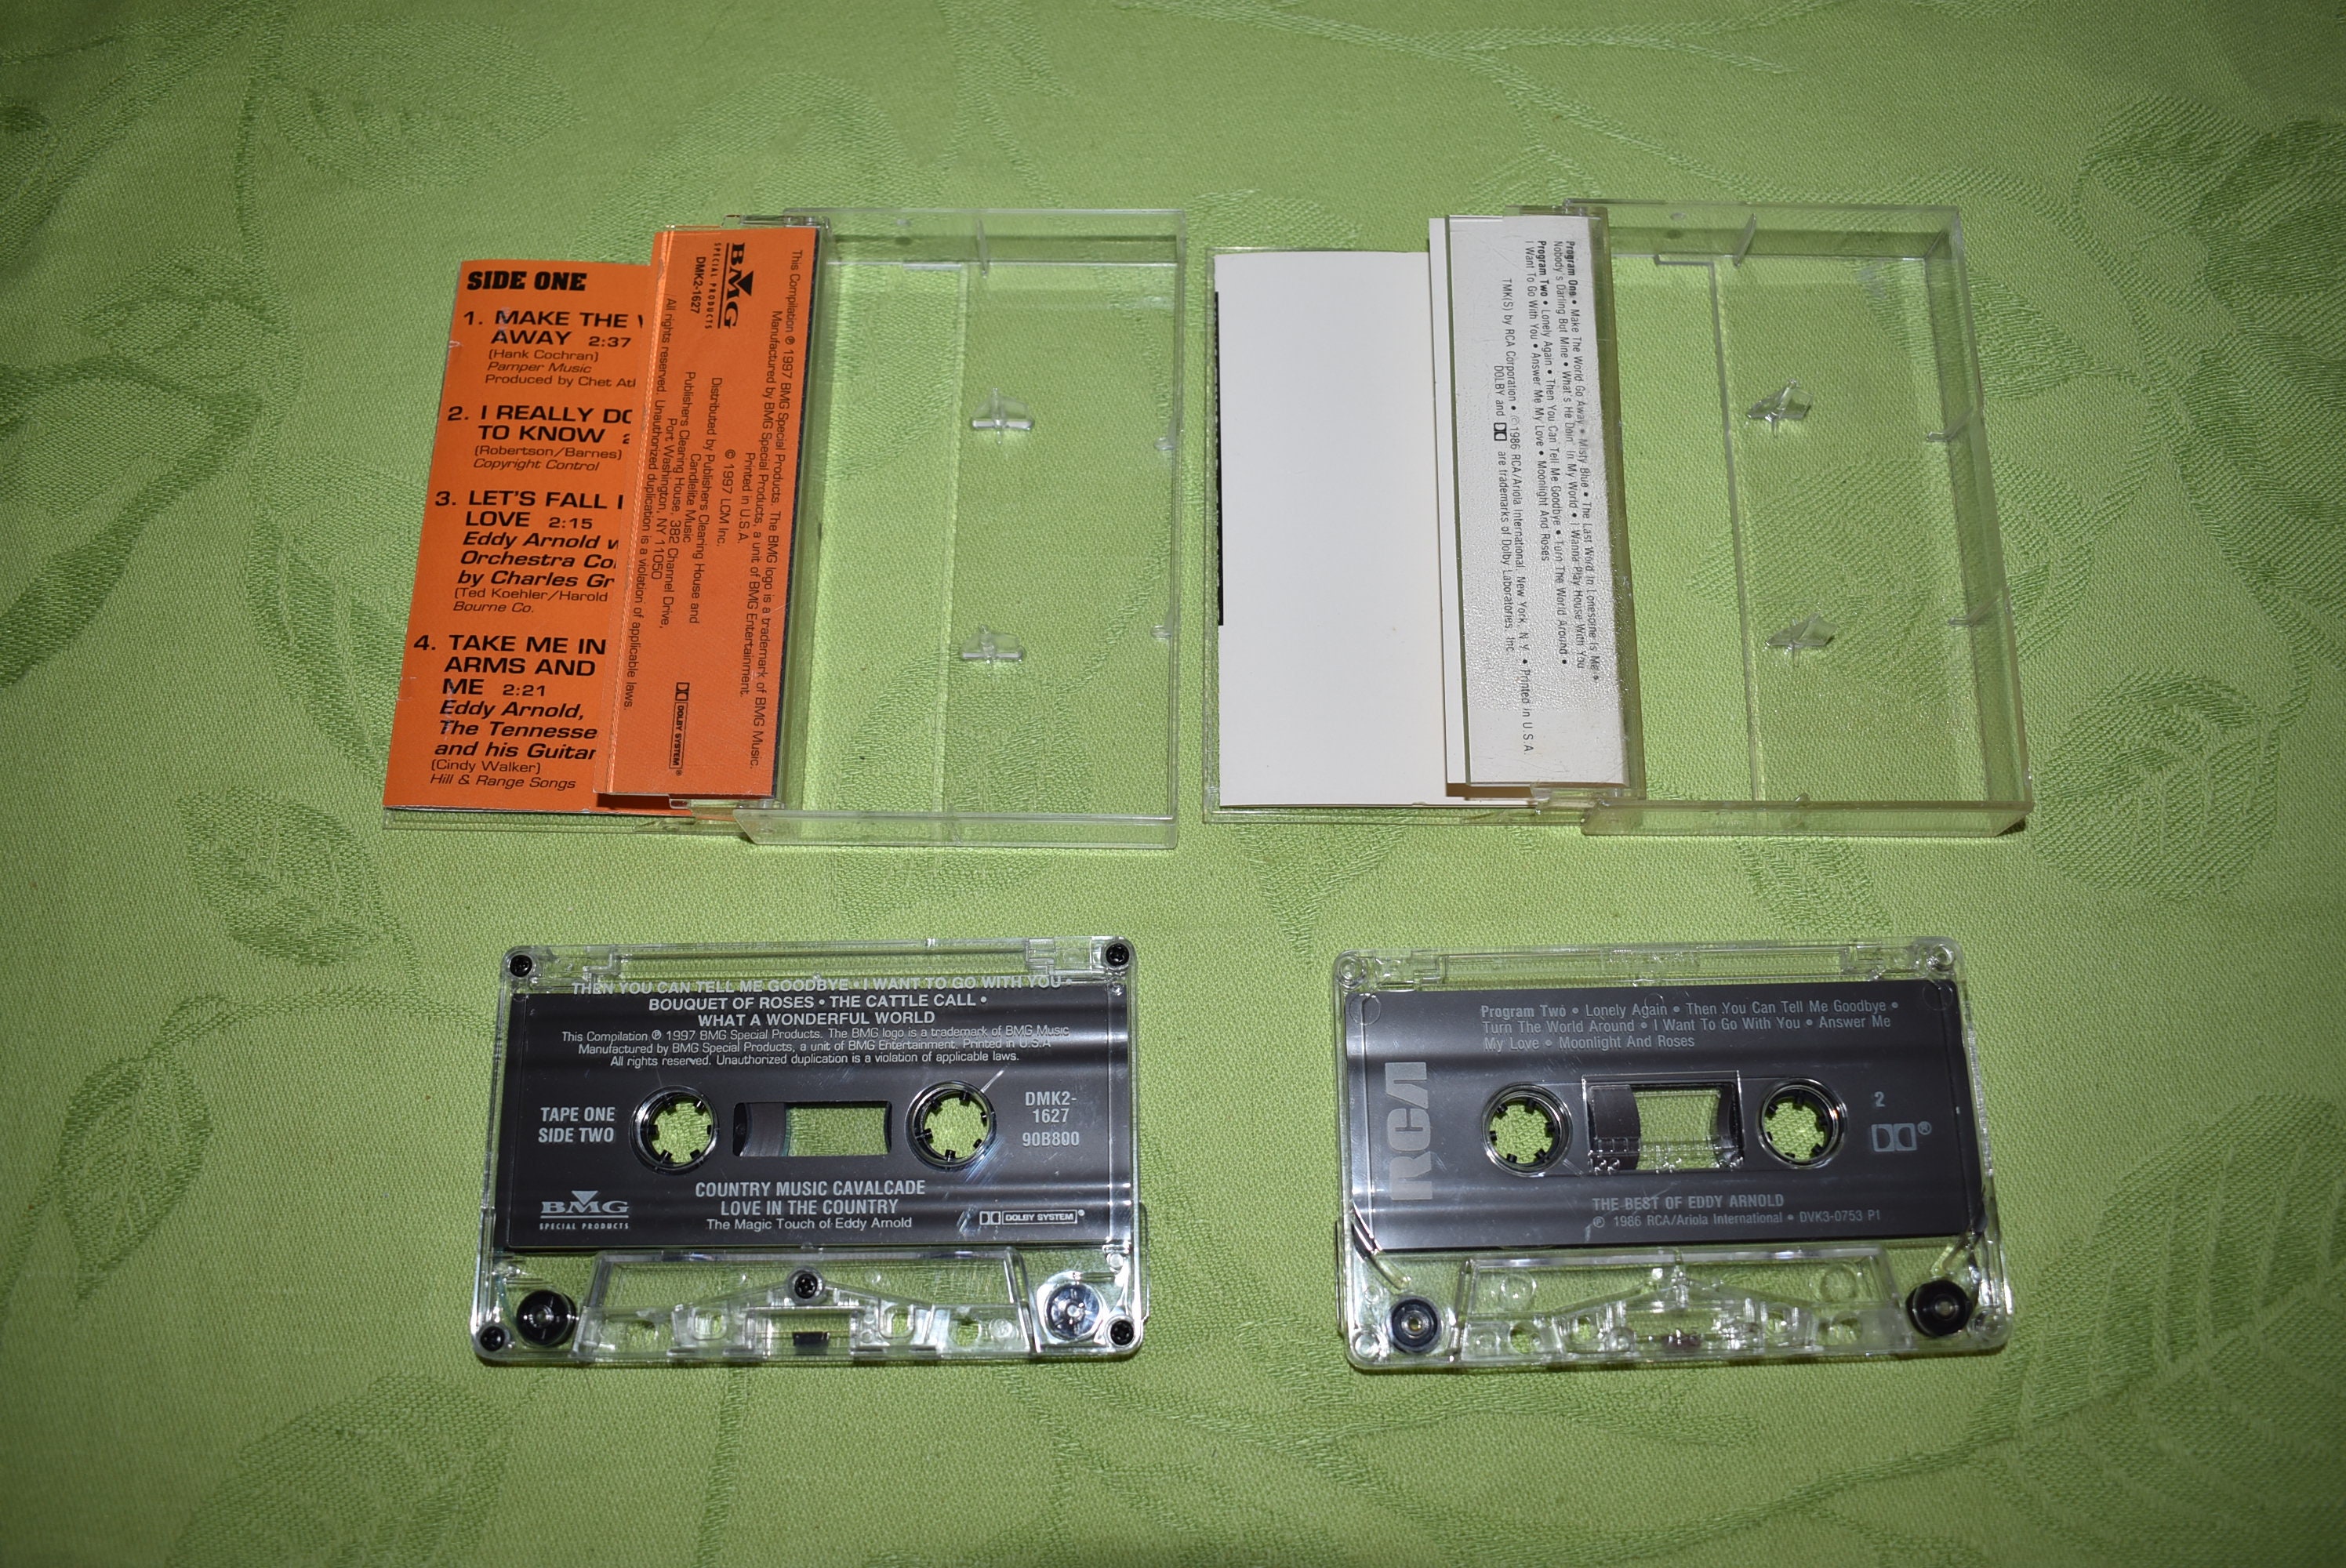 SIDE ONE
1. MAKE THE
AWAY 2:37
(Hank Cochran)
Pamper Music
Produced by Chet Atl
2. I REALLY DO
TO KNOW
(Robertson/Barnes)
Copyright Control
3. LET'S FALL I
LOVE 2:15
Eddy Arnold w
Orchestra Co
by Charles Gr
(Ted Koehler/Harold
Bourne Co.
4. TAKE ME IN
ARMS AND
ME 2:21
Eddy Arnold,
The Tennesse
and his Guitar
(Cindy Walker)
Hill & Range Songs
BMG
SPECIAL PRODUCTS
DMK2-1627
This Compilation ℗ 1997 BMG Special Products. The BMG logo is a trademark of BMG Music.
Manufactured by BMG Special Products, a unit of BMG Entertainment.
Printed in U.S.A.
© 1997 LCM Inc.
Distributed by Publishers Clearing House and
Candlelite Music
Publishers Clearing House, 382 Channel Drive,
Port Washington, NY 11050
All rights reserved. Unauthorized duplication is a violation of applicable laws.
DOLBY SYSTEM®
Program One • Make The World Go Away • Misty Blue • The Last Word In Lonesome Is Me •
Nobody's Darling But Mine • What's He Doin' In My World • I Wanna Play House With You
Program Two • Lonely Again • Then You Can Tell Me Goodbye • Turn The World Around •
I Want To Go With You • Answer Me My Love • Moonlight And Roses
TMK(S) by RCA Corporation • ©1986 RCA/Ariola International, New York, N.Y. • Printed in U.S.A.
DOLBY and are trademarks of Dolby Laboratories, Inc.
THEN YOU CAN TELL ME GOODBYE • I WANT TO GO WITH YOU •
BOUQUET OF ROSES • THE CATTLE CALL •
WHAT A WONDERFUL WORLD
This Compilation ℗ 1997 BMG Special Products. The BMG logo is a trademark of BMG Music
Manufactured by BMG Special Products, a unit of BMG Entertainment. Printed in U.S.A
All rights reserved. Unauthorized duplication is a violation of applicable laws.
TAPE ONE
SIDE TWO
DMK2-
1627
90B800
COUNTRY MUSIC CAVALCADE
LOVE IN THE COUNTRY
The Magic Touch of Eddy Arnold
BMG
SPECIAL PRODUCTS
DOLBY SYSTEM®
Program Two • Lonely Again • Then You Can Tell Me Goodbye •
Turn The World Around • I Want To Go With You • Answer Me
My Love • Moonlight And Roses
RCA
2
®
THE BEST OF EDDY ARNOLD
℗ 1986 RCA/Ariola International • DVK3-0753 P1